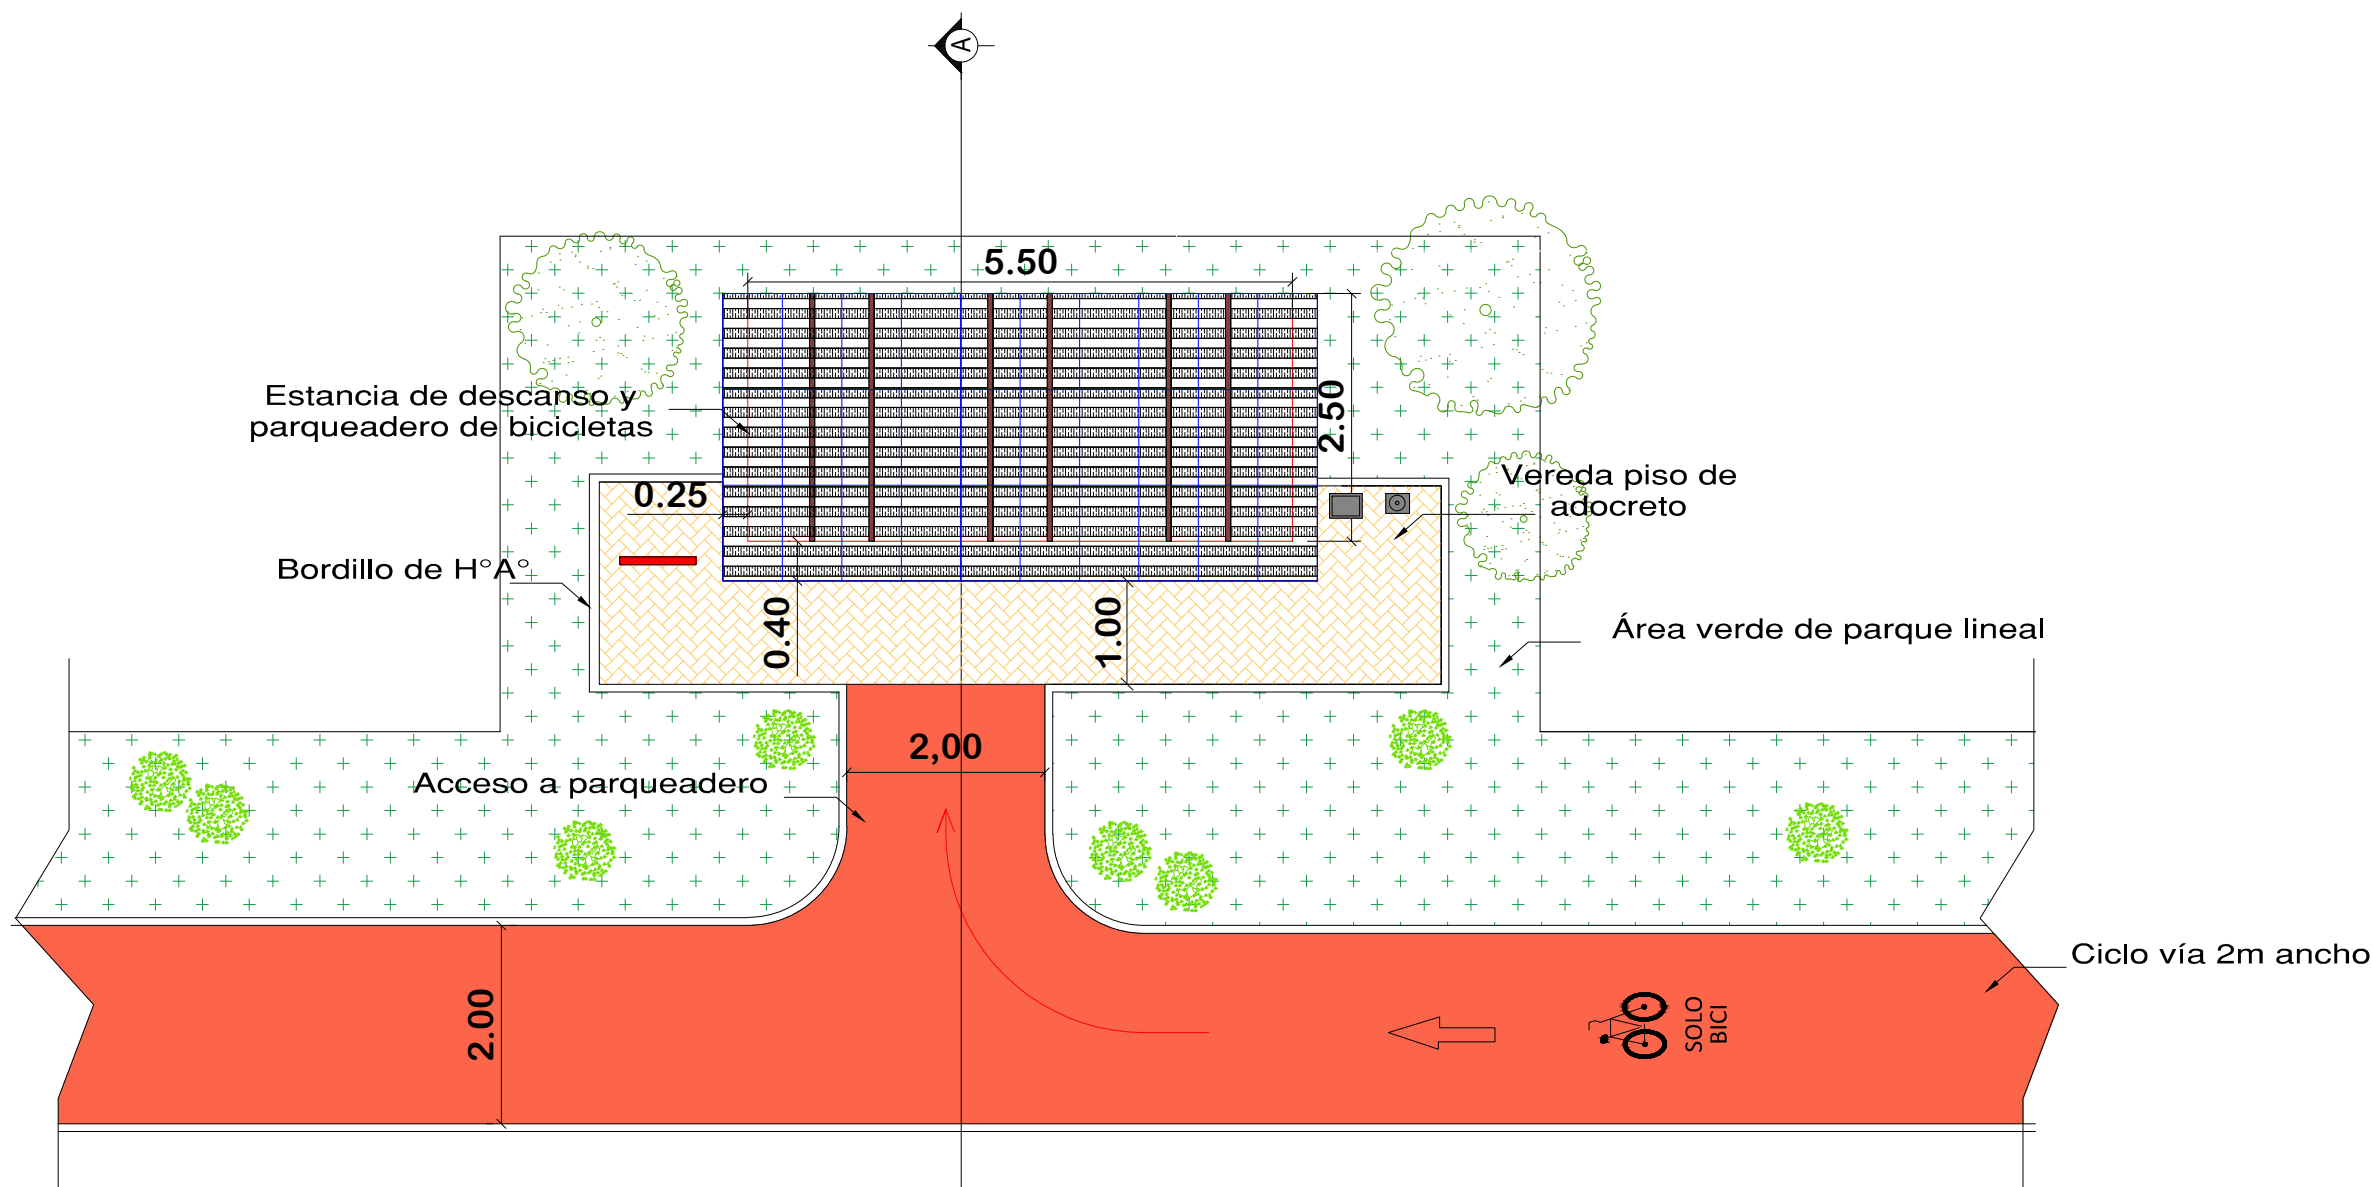 A
5.50
Estancia de descanso y
parqueadero de bicicletas
2.50
0.25
Vereda piso de
adocreto
Bordillo de H°A°
0.40
1.00
Área verde de parque lineal
2,00
Acceso a parqueadero
Ciclo vía 2m ancho
2.00
SOLO
BICI